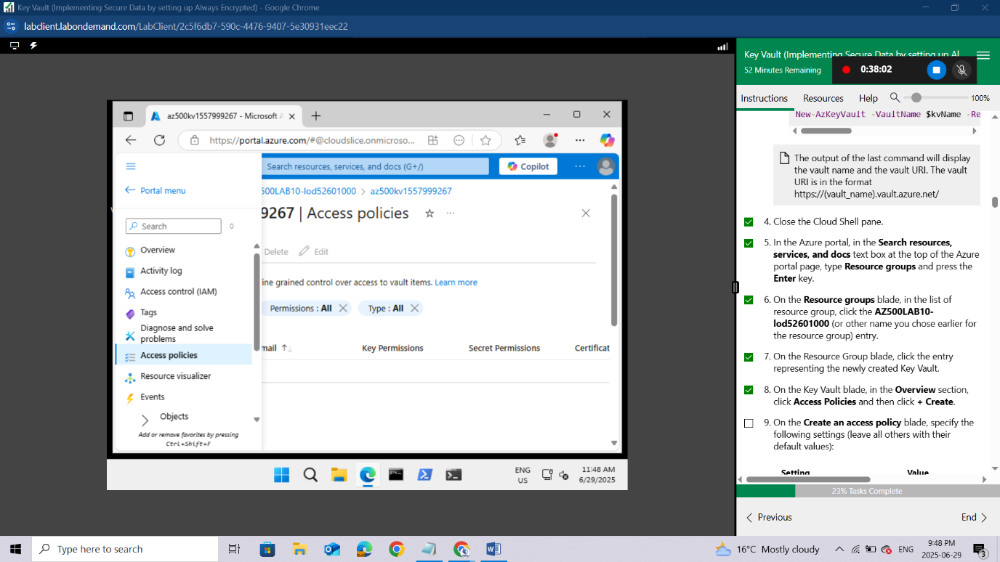 Key Vault (Implementing Secure Data by setting up Always Encrypted) - Google Chrome
labclient.labondemand.com/LabClient/2c5f6db7-590c-4476-9407-5e30931eec22
az500kv1557999267 - Microsoft A
https://portal.azure.com/#@cloudslice.onmicroso...
Search resources, services, and docs (G+/)
Copilot
Portal menu
500LAB10-lod52601000 > az500kv1557999267
9267 | Access policies
Search
Delete
Edit
Overview
Activity log
Access control (IAM)
Tags
Diagnose and solve
problems
Access policies
Resource visualizer
Events
Objects
Add or remove favorites by pressing
Ctrl+Shift+F
ine grained control over access to vault items. Learn more
Permissions : All
Type : All
mail
Key Permissions
Secret Permissions
Certificat
ENG
US
11:48 AM
6/29/2025
Key Vault (Implementing Secure Data by setting up Al
52 Minutes Remaining
0:38:02
Instructions
Resources
Help
100%
New-AzKeyVault -VaultName $kvName -Re
The output of the last command will display
the vault name and the vault URI. The vault
URI is in the format
https://(vault_name).vault.azure.net/
4. Close the Cloud Shell pane.
5. In the Azure portal, in the Search resources,
services, and docs text box at the top of the Azure
portal page, type Resource groups and press the
Enter key.
6. On the Resource groups blade, in the list of
resource group, click the AZ500LAB10-
lod52601000 (or other name you chose earlier for
the resource group) entry.
7. On the Resource Group blade, click the entry
representing the newly created Key Vault.
8. On the Key Vault blade, in the Overview section,
click Access Policies and then click + Create.
9. On the Create an access policy blade, specify the
following settings (leave all others with their
default values):
Setting
Value
23% Tasks Complete
Previous
End
Type here to search
16°C Mostly cloudy
ENG
9:48 PM
2025-06-29
3